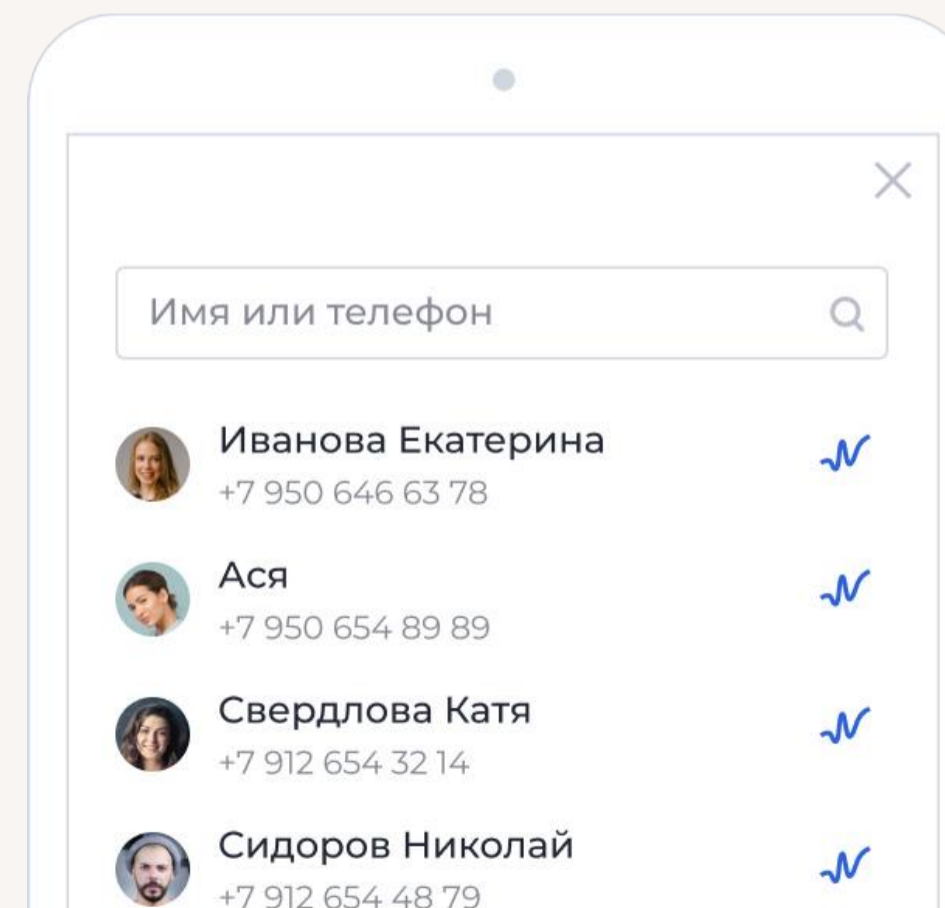 Имя или телефон
Иванова Екатерина
+7 950 646 63 78
Ася
+7 950 654 89 89
Свердлова Катя
+7 912 654 32 14
Сидоров Николай
+7 912 654 48 79